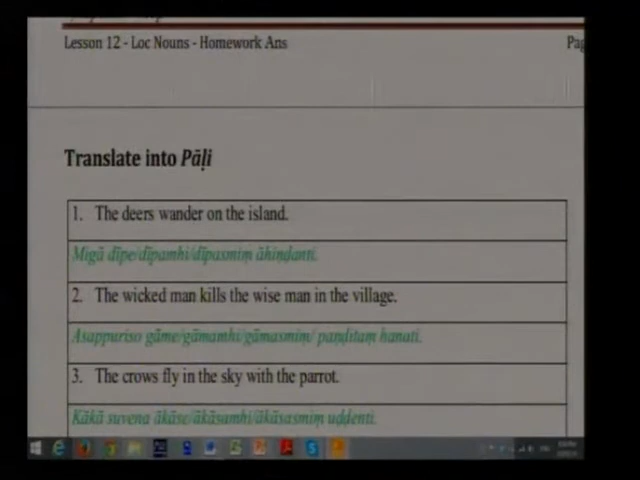 Lesson 12 - Loc Nouns - Homework Ans
Pag
Translate into Pāḷi
1. The deers wander on the island.
Migā dīpe/dīpamhi/dīpasmiṃ āhiṇḍanti.
2. The wicked man kills the wise man in the village.
Asappuriso gāme/gāmamhi/gāmasmiṃ/ paṇḍitaṃ hanati.
3. The crows fly in the sky with the parrot.
Kākā suvena ākāse/ākāsamhi/ākāsasmiṃ uḍḍenti.